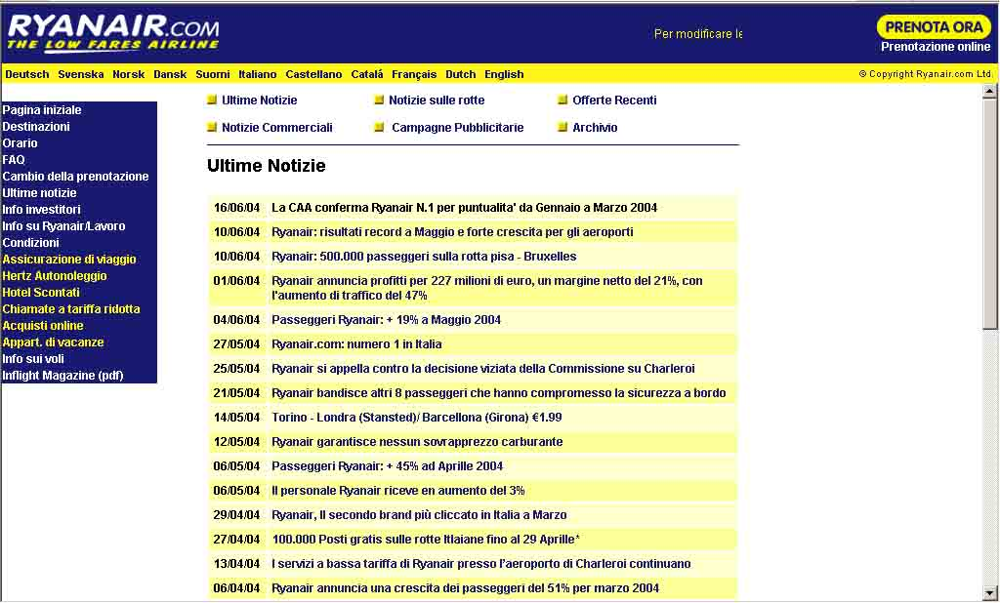 RYANAIR.COM
THE LOW FARES AIRLINE
Per modificare
PRENOTA ORA
Prenotazione online
Deutsch Svenska Norsk Dansk Suomi Italiano Castellano Catalá Français Dutch English
© Copyright Ryanair.com Ltd.
Pagina iniziale
Destinazioni
Orario
FAQ
Cambio della prenotazione
Ultime notizie
Info investitori
Info su Ryanair/Lavoro
Condizioni
Assicurazione di viaggio
Hertz Autonoleggio
Hotel Scontati
Chiamate a tariffa ridotta
Acquisti online
Appart. di vacanze
Info sui voli
Inflight Magazine (pdf)
Ultime Notizie Notizie sulle rotte Offerte Recenti
Notizie Commerciali Campagne Pubblicitarie Archivio
Ultime Notizie
16/06/04 La CAA conferma Ryanair N.1 per puntualita' da Gennaio a Marzo 2004
10/06/04 Ryanair: risultati record a Maggio e forte crescita per gli aeroporti
10/06/04 Ryanair: 500.000 passeggeri sulla rotta pisa - Bruxelles
01/06/04 Ryanair annuncia profitti per 227 milioni di euro, un margine netto del 21%, con
l'aumento di traffico del 47%
04/06/04 Passeggeri Ryanair: + 19% a Maggio 2004
27/05/04 Ryanair.com: numero 1 in Italia
25/05/04 Ryanair si appella contro la decisione viziata della Commissione su Charleroi
21/05/04 Ryanair bandisce altri 8 passeggeri che hanno compromesso la sicurezza a bordo
14/05/04 Torino - Londra (Stansted)/ Barcellona (Girona) €1.99
12/05/04 Ryanair garantisce nessun sovrapprezzo carburante
06/05/04 Passeggeri Ryanair: + 45% ad Aprille 2004
06/05/04 Il personale Ryanair riceve en aumento del 3%
29/04/04 Ryanair, Il secondo brand più cliccato in Italia a Marzo
27/04/04 100.000 Posti gratis sulle rotte Itlaiane fino al 29 Aprille*
13/04/04 I servizi a bassa tariffa di Ryanair presso l'aeroporto di Charleroi continuano
06/04/04 Ryanair annuncia una crescita dei passeggeri del 51% per marzo 2004